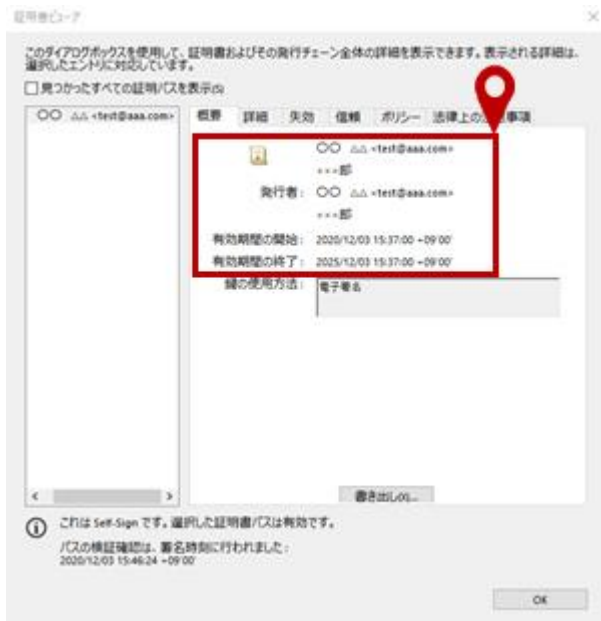 証明書ビューア
このダイアログボックスを使用して、証明書およびその発行チェーン全体の詳細を表示できます。表示される詳細は、
選択したエントリに対応しています。
見つかったすべての証明パスを表示(S)
〇〇 △△ <test@aaa.com>
概要 詳細 失効 信頼 ポリシー 法律上の 事項
〇〇 △△ <test@aaa.com>
×××部
発行者: 〇〇 △△ <test@aaa.com>
×××部
有効期間の開始: 2020/12/03 15:37:00 +09'00'
有効期間の終了: 2025/12/03 15:37:00 +09'00'
鍵の使用方法: 電子署名
書き出し(X)...
これは Self-Sign です。選択した証明書パスは有効です。
パスの検証確認は、署名時刻に行われました:
2020/12/03 15:46:24 +09'00'
OK